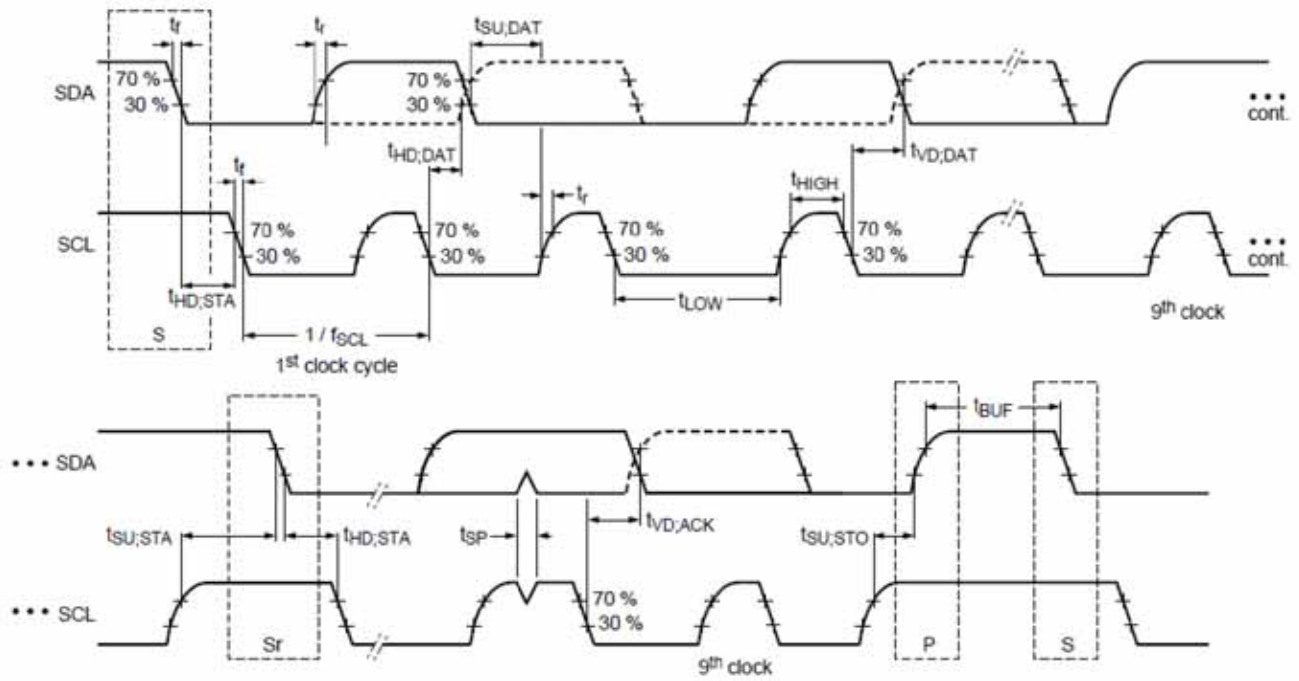 tf tr tSU;DAT
70 % 70 %
SDA 30 % 30 % • • • cont.
tHD;DAT tVD;DAT
tf tr tHIGH
70 % 70 % 70 %
SCL 30 % 30 % 30 % • • • cont.
tHD;STA tLOW 9th clock
S 1 / fSCL
1st clock cycle
tBUF
• • • SDA
tSU;STA tHD;STA tSP tVD;ACK tSU;STO
70 %
• • • SCL 30 %
Sr P S
9th clock